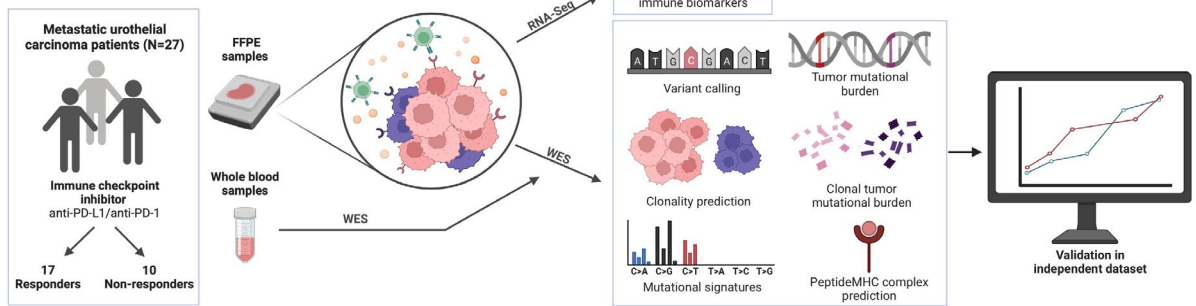 immune biomarkers
Metastatic urothelial
carcinoma patients (N=27)
Immune checkpoint
inhibitor
anti-PD-L1/anti-PD-1
17
Responders
10
Non-responders
FFPE
samples
Whole blood
samples
WES
RNA-Seq
WES
A T G C G A C T
Variant calling
Tumor mutational
burden
Clonality prediction
Clonal tumor
mutational burden
C>A C>G C>T T>A T>C T>G
Mutational signatures
PeptideMHC complex
prediction
Validation in
independent dataset